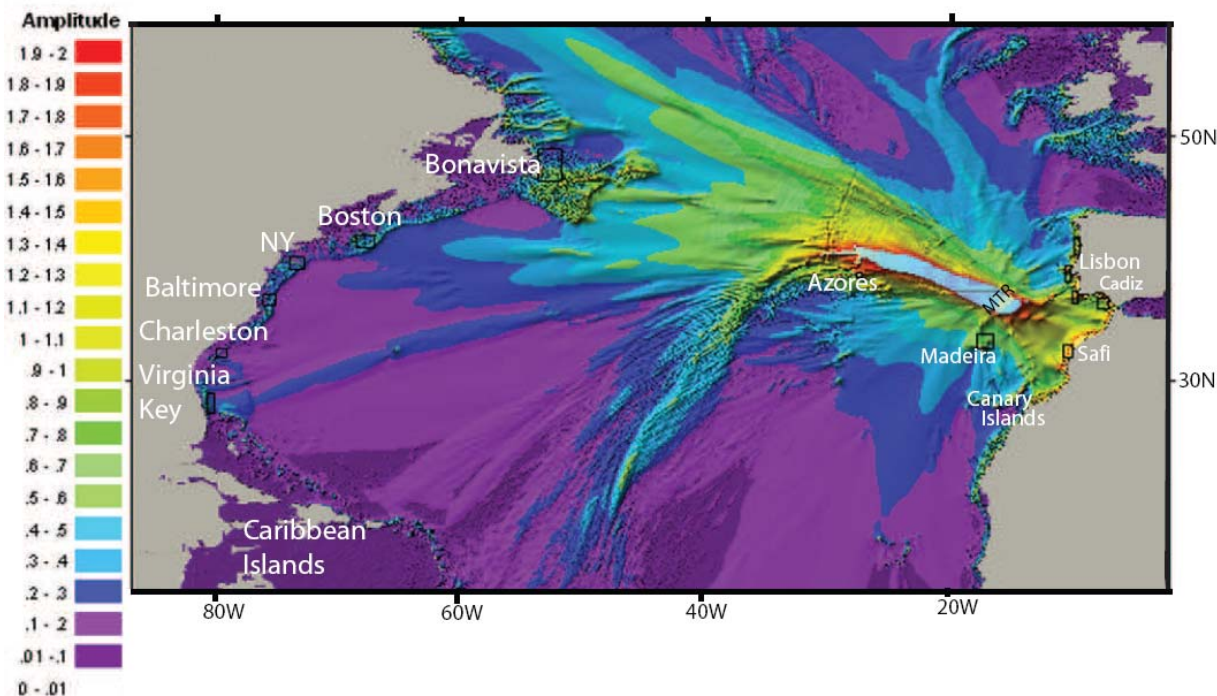 Amplitude
1.9 - 2
1.8 - 1.9
1.7 - 1.8
1.6 - 1.7
1.5 - 1.6
1.4 - 1.5
1.3 - 1.4
1.2 - 1.3
1.1 - 1.2
1 - 1.1
.9 - 1
.8 - .9
.7 - .8
.6 - .7
.5 - .6
.4 - .5
.3 - .4
.2 - .3
.1 - .2
.01 - .1
0 - .01
Bonavista
Boston
NY
Baltimore
Charleston
Virginia
Key
Caribbean
Islands
Azores
MTR
Lisbon
Cadiz
Madeira
Safi
Canary
Islands
50N
30N
80W
60W
40W
20W